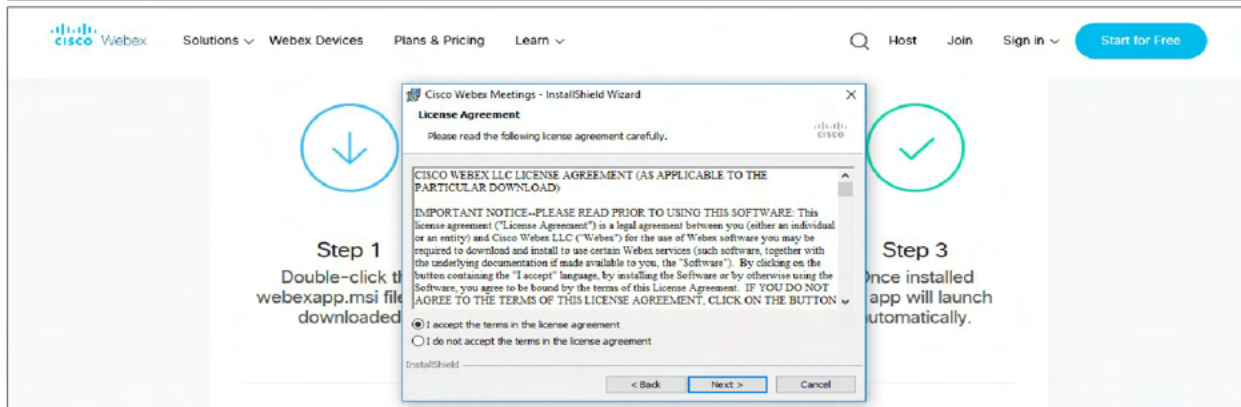 CISCO Webex
Solutions Webex Devices Plans & Pricing Learn Host Join Sign in Start for Free
Cisco Webex Meetings - InstallShield Wizard
License Agreement
Please read the following license agreement carefully.
CISCO
CISCO WEBEX LLC LICENSE AGREEMENT (AS APPLICABLE TO THE
PARTICULAR DOWNLOAD)
IMPORTANT NOTICE--PLEASE READ PRIOR TO USING THIS SOFTWARE: This
license agreement ("License Agreement") is a legal agreement between you (either an individual
or an entity) and Cisco Webex LLC ("Webex") for the use of Webex software you may be
required to download and install to use certain Webex services (such software, together with
the underlying documentation if made available to you, the "Software"). By clicking on the
button containing the "I accept" language, by installing the Software or by otherwise using the
Software, you agree to be bound by the terms of this License Agreement. IF YOU DO NOT
AGREE TO THE TERMS OF THIS LICENSE AGREEMENT, CLICK ON THE BUTTON
I accept the terms in the license agreement
I do not accept the terms in the license agreement
InstallShield
< Back Next > Cancel
Step 1
Double-click th
webexapp.msi file
downloaded
Step 3
Once installed
app will launch
automatically.